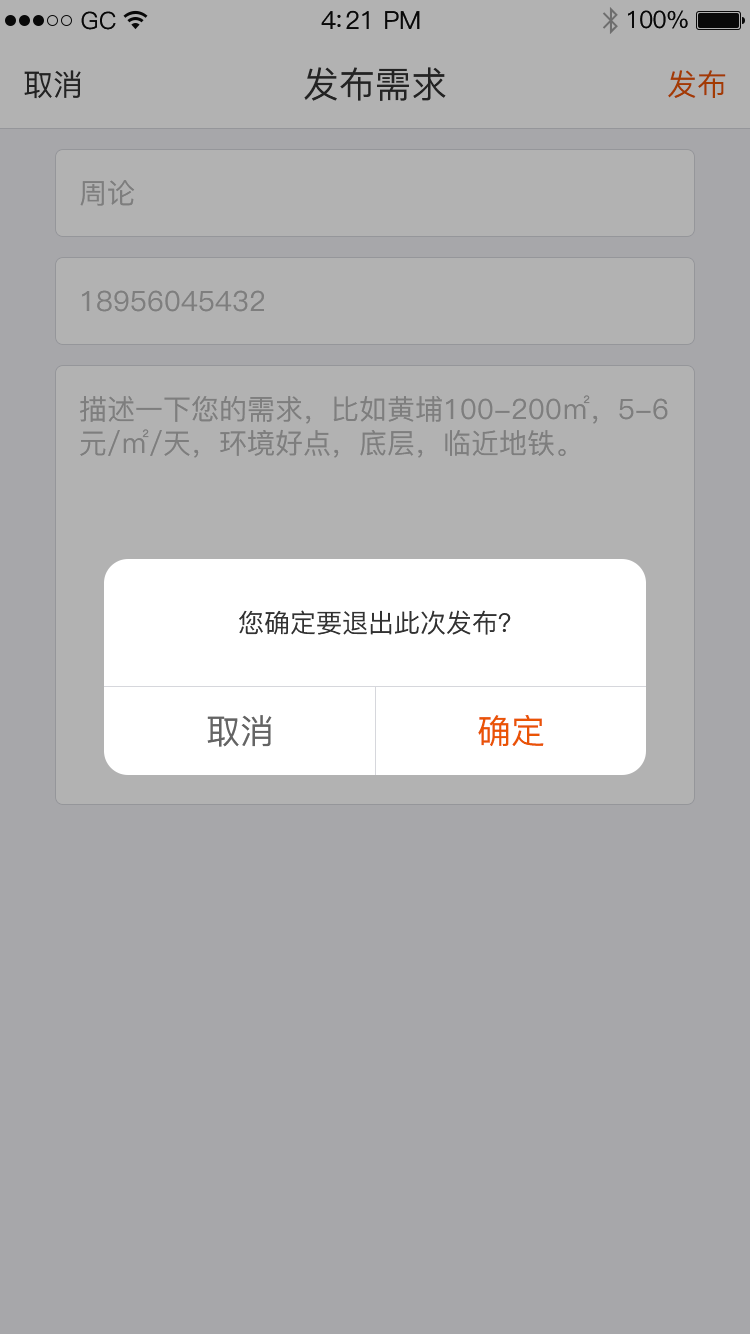 GC 4:21 PM 100%
取消 发布需求 发布
周论
18956045432
描述一下您的需求，比如黄埔100-200㎡，5-6
元/㎡/天，环境好点，底层，临近地铁。
您确定要退出此次发布?
取消 确定